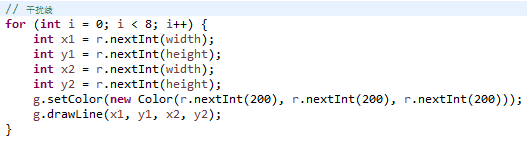 // 干扰线
for (int i = 0; i < 8; i++) {
    int x1 = r.nextInt(width);
    int y1 = r.nextInt(height);
    int x2 = r.nextInt(width);
    int y2 = r.nextInt(height);
    g.setColor(new Color(r.nextInt(200), r.nextInt(200), r.nextInt(200)));
    g.drawLine(x1, y1, x2, y2);
}